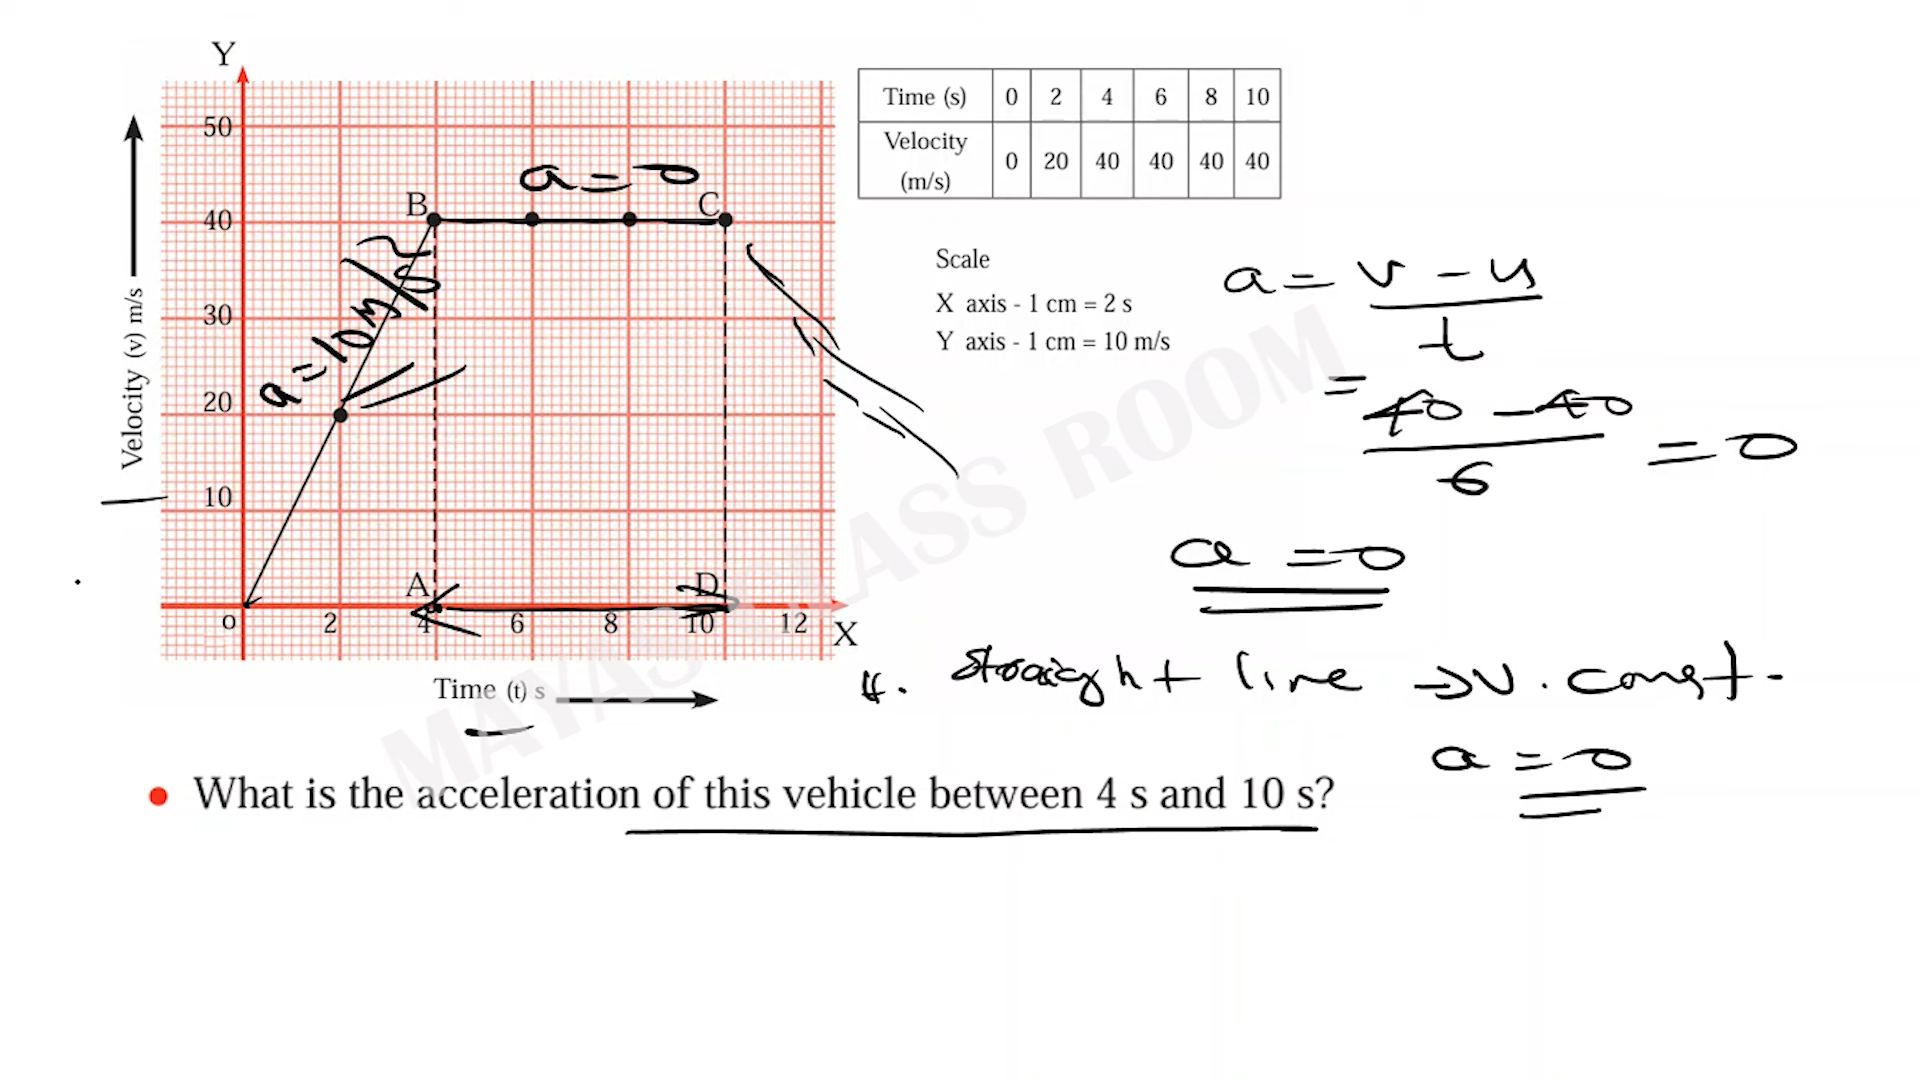 Y
50
40
30
20
10
Velocity (v) m/s
a = 0
B
C
a = 10 m/s²
A
D
o 2 4 6 8 10 12 X
Time (t) s
Time (s) 0 2 4 6 8 10
Velocity (m/s) 0 20 40 40 40 40
Scale
X axis - 1 cm = 2 s
Y axis - 1 cm = 10 m/s
a = v - u
t
= 40 - 40
6
= 0
a = 0
straight line → v. const.
a = 0
MAYAS CLASS ROOM
• What is the acceleration of this vehicle between 4 s and 10 s?